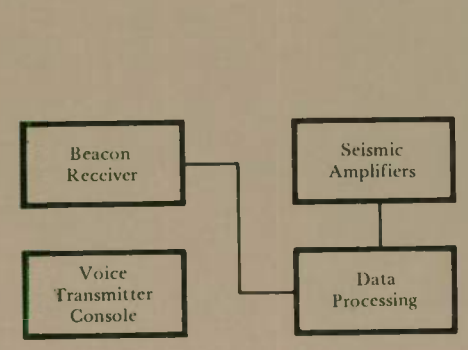 Beacon
Receiver
Seismic
Amplifiers
Voice
Transmitter
Console
Data
Processing